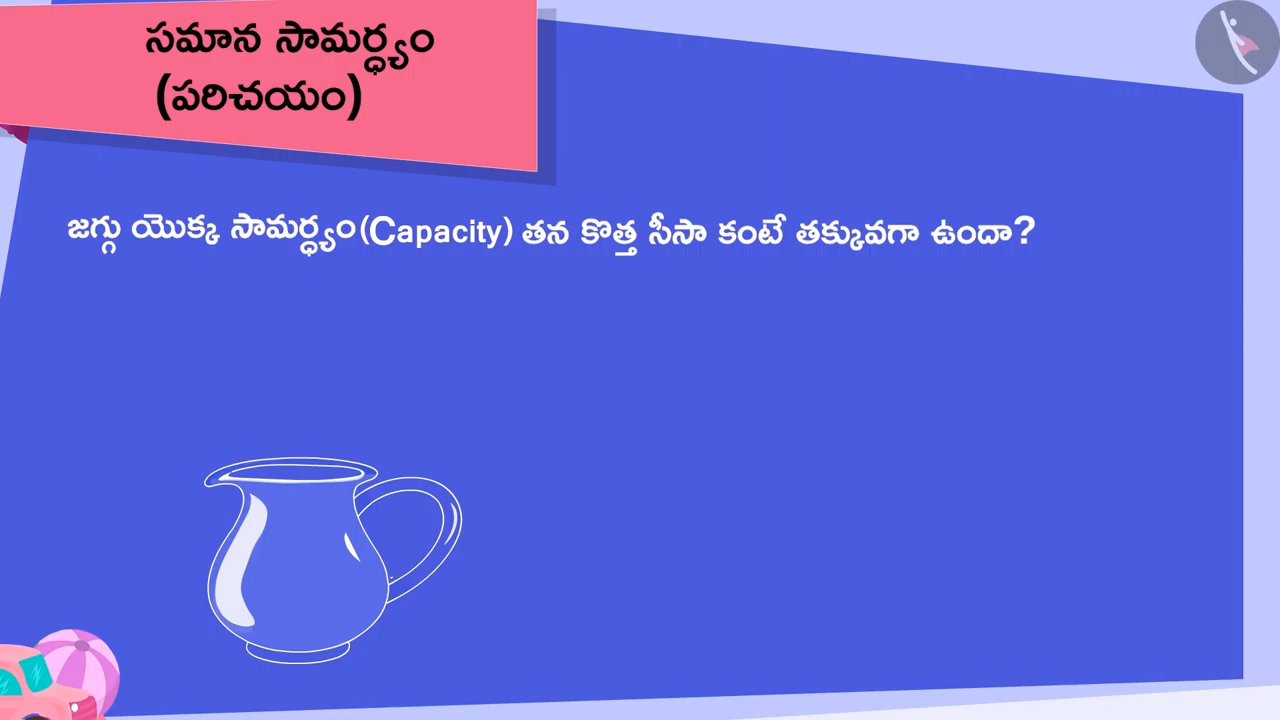 సమాన సామర్ధ్యం
(పరిచయం)
జగ్గు యొక్క సామర్ధ్యం(Capacity) తన కొత్త సీసా కంటే తక్కువగా ఉందా?